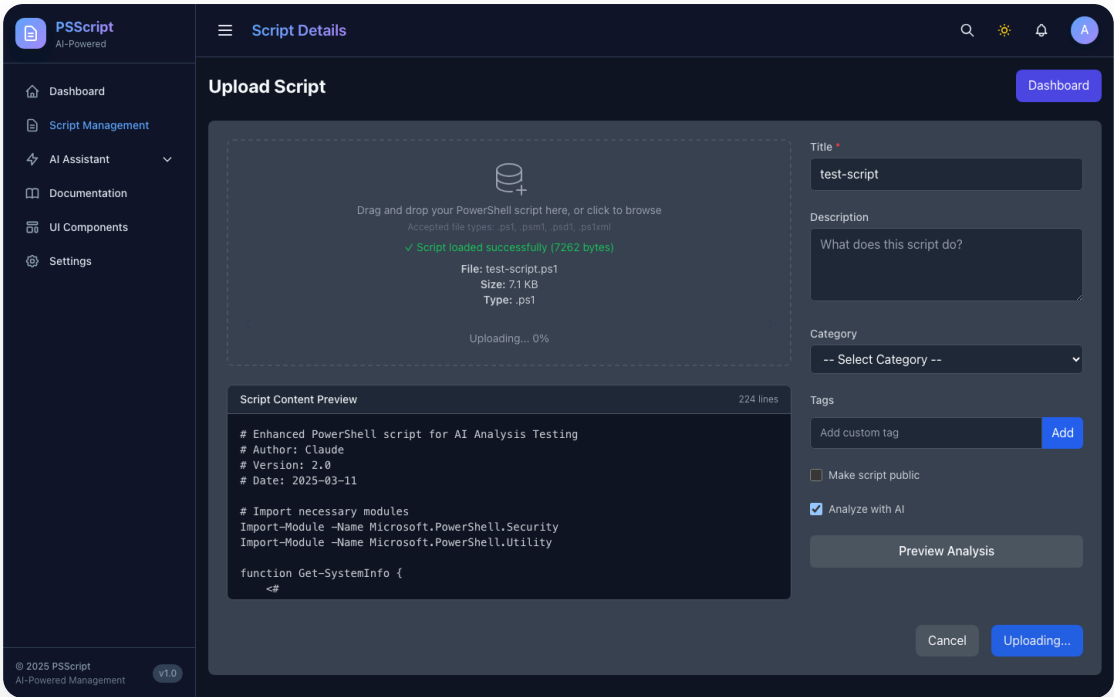 PSScript
AI-Powered
Dashboard
Script Management
AI Assistant
Documentation
UI Components
Settings
© 2025 PSScript
AI-Powered Management
v1.0
Script Details
A
Upload Script
Dashboard
Drag and drop your PowerShell script here, or click to browse
Accepted file types: .ps1, .psm1, .psd1, .ps1xml
✓ Script loaded successfully (7262 bytes)
File: test-script.ps1
Size: 7.1 KB
Type: .ps1
Uploading... 0%
Script Content Preview
224 lines
# Enhanced PowerShell script for AI Analysis Testing
# Author: Claude
# Version: 2.0
# Date: 2025-03-11
# Import necessary modules
Import-Module -Name Microsoft.PowerShell.Security
Import-Module -Name Microsoft.PowerShell.Utility
function Get-SystemInfo {
<#
Title *
test-script
Description
What does this script do?
Category
-- Select Category --
Tags
Add custom tag
Add
Make script public
Analyze with AI
Preview Analysis
Cancel
Uploading...